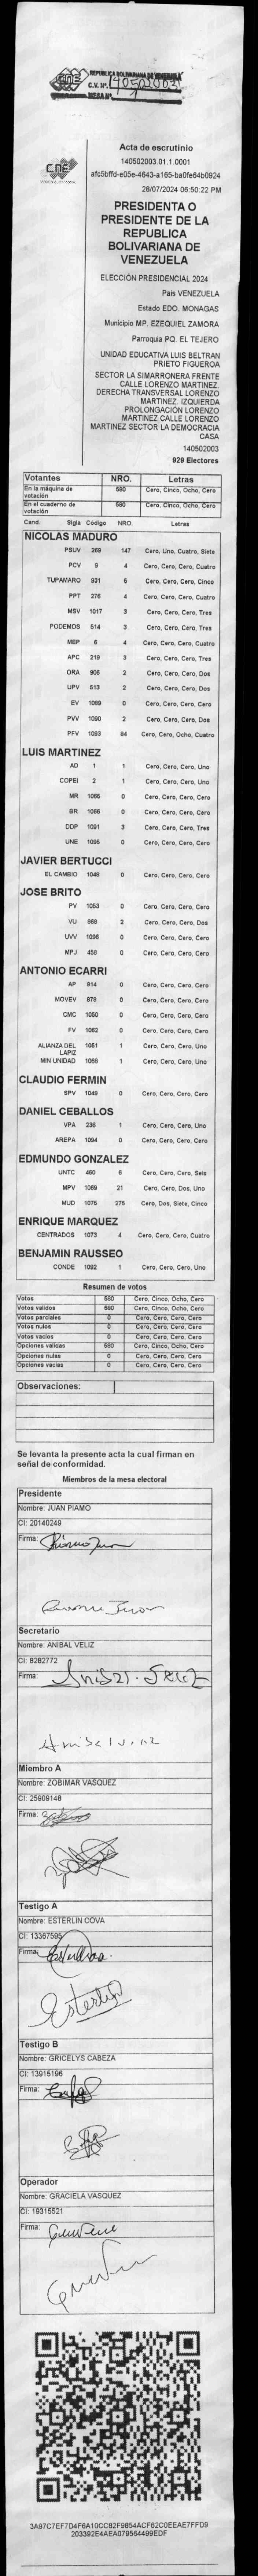 CNE
REPÚBLICA BOLIVARIANA DE VENEZUELA
C.V. Nº. 140502003
MESA Nº.
CNE
Acta de escrutinio
140502003.01.1.0001
afc5bffd-e05e-4643-a165-ba0fe64b0924
28/07/2024 06:50:22 PM
PRESIDENTA O
PRESIDENTE DE LA
REPUBLICA
BOLIVARIANA DE
VENEZUELA
ELECCIÓN PRESIDENCIAL 2024
Pais VENEZUELA
Estado EDO. MONAGAS
Municipio MP. EZEQUIEL ZAMORA
Parroquia PQ. EL TEJERO
UNIDAD EDUCATIVA LUIS BELTRAN
PRIETO FIGUEROA
SECTOR LA SIMARRONERA FRENTE
CALLE LORENZO MARTINEZ.
DERECHA TRANSVERSAL LORENZO
MARTINEZ. IZQUIERDA
PROLONGACIÓN LORENZO
MARTINEZ CALLE LORENZO
MARTINEZ SECTOR LA DEMOCRACIA
CASA
140502003
929 Electores
Votantes NRO. Letras
En la máquina de votación 580 Cero, Cinco, Ocho, Cero
En el cuaderno de votación 580 Cero, Cinco, Ocho, Cero
Cand. Sigla Código NRO. Letras
NICOLAS MADURO
PSUV 269 147 Cero, Uno, Cuatro, Siete
PCV 9 4 Cero, Cero, Cero, Cuatro
TUPAMARO 931 5 Cero, Cero, Cero, Cinco
PPT 276 4 Cero, Cero, Cero, Cuatro
MSV 1017 3 Cero, Cero, Cero, Tres
PODEMOS 514 3 Cero, Cero, Cero, Tres
MEP 6 4 Cero, Cero, Cero, Cuatro
APC 219 3 Cero, Cero, Cero, Tres
ORA 906 2 Cero, Cero, Cero, Dos
UPV 513 2 Cero, Cero, Cero, Dos
EV 1089 0 Cero, Cero, Cero, Cero
PVV 1090 2 Cero, Cero, Cero, Dos
PFV 1093 84 Cero, Cero, Ocho, Cuatro
LUIS MARTINEZ
AD 1 1 Cero, Cero, Cero, Uno
COPEI 2 1 Cero, Cero, Cero, Uno
MR 1065 0 Cero, Cero, Cero, Cero
BR 1066 0 Cero, Cero, Cero, Cero
DDP 1091 3 Cero, Cero, Cero, Tres
UNE 1095 0 Cero, Cero, Cero, Cero
JAVIER BERTUCCI
EL CAMBIO 1048 0 Cero, Cero, Cero, Cero
JOSE BRITO
PV 1053 0 Cero, Cero, Cero, Cero
VU 868 2 Cero, Cero, Cero, Dos
UVV 1096 0 Cero, Cero, Cero, Cero
MPJ 458 0 Cero, Cero, Cero, Cero
ANTONIO ECARRI
AP 914 0 Cero, Cero, Cero, Cero
MOVEV 878 0 Cero, Cero, Cero, Cero
CMC 1050 0 Cero, Cero, Cero, Cero
FV 1062 0 Cero, Cero, Cero, Cero
ALIANZA DEL LAPIZ 1051 1 Cero, Cero, Cero, Uno
MIN UNIDAD 1069 1 Cero, Cero, Cero, Uno
CLAUDIO FERMIN
SPV 1049 0 Cero, Cero, Cero, Cero
DANIEL CEBALLOS
VPA 236 1 Cero, Cero, Cero, Uno
AREPA 1094 0 Cero, Cero, Cero, Cero
EDMUNDO GONZALEZ
UNTC 460 6 Cero, Cero, Cero, Seis
MPV 1069 21 Cero, Cero, Dos, Uno
MUD 1075 275 Cero, Dos, Siete, Cinco
ENRIQUE MARQUEZ
CENTRADOS 1073 4 Cero, Cero, Cero, Cuatro
BENJAMIN RAUSSEO
CONDE 1092 1 Cero, Cero, Cero, Uno
Resumen de votos
Votos 580 Cero, Cinco, Ocho, Cero
Votos validos 580 Cero, Cinco, Ocho, Cero
Votos parciales 0 Cero, Cero, Cero, Cero
Votos nulos 0 Cero, Cero, Cero, Cero
Votos vacios 0 Cero, Cero, Cero, Cero
Opciones validas 580 Cero, Cinco, Ocho, Cero
Opciones nulas 0 Cero, Cero, Cero, Cero
Opciones vacias 0 Cero, Cero, Cero, Cero
Observaciones:
Se levanta la presente acta la cual firman en
señal de conformidad.
Miembros de la mesa electoral
Presidente
Nombre: JUAN PIAMO
CI: 20140249
Firma:
Secretario
Nombre: ANIBAL VELIZ
CI: 8282772
Firma:
Miembro A
Nombre: ZOBIMAR VASQUEZ
CI: 25909148
Firma:
Testigo A
Nombre: ESTERLIN COVA
CI: 13367595
Firma:
Esterlin
Testigo B
Nombre: GRICELYS CABEZA
CI: 13915196
Firma:
Operador
Nombre: GRACIELA VASQUEZ
CI: 19315521
Firma:
3A97C7EF7D4F6A10CC82F9854ACF62C0EEAE7FFD9
203392E4AEA079564499EDF